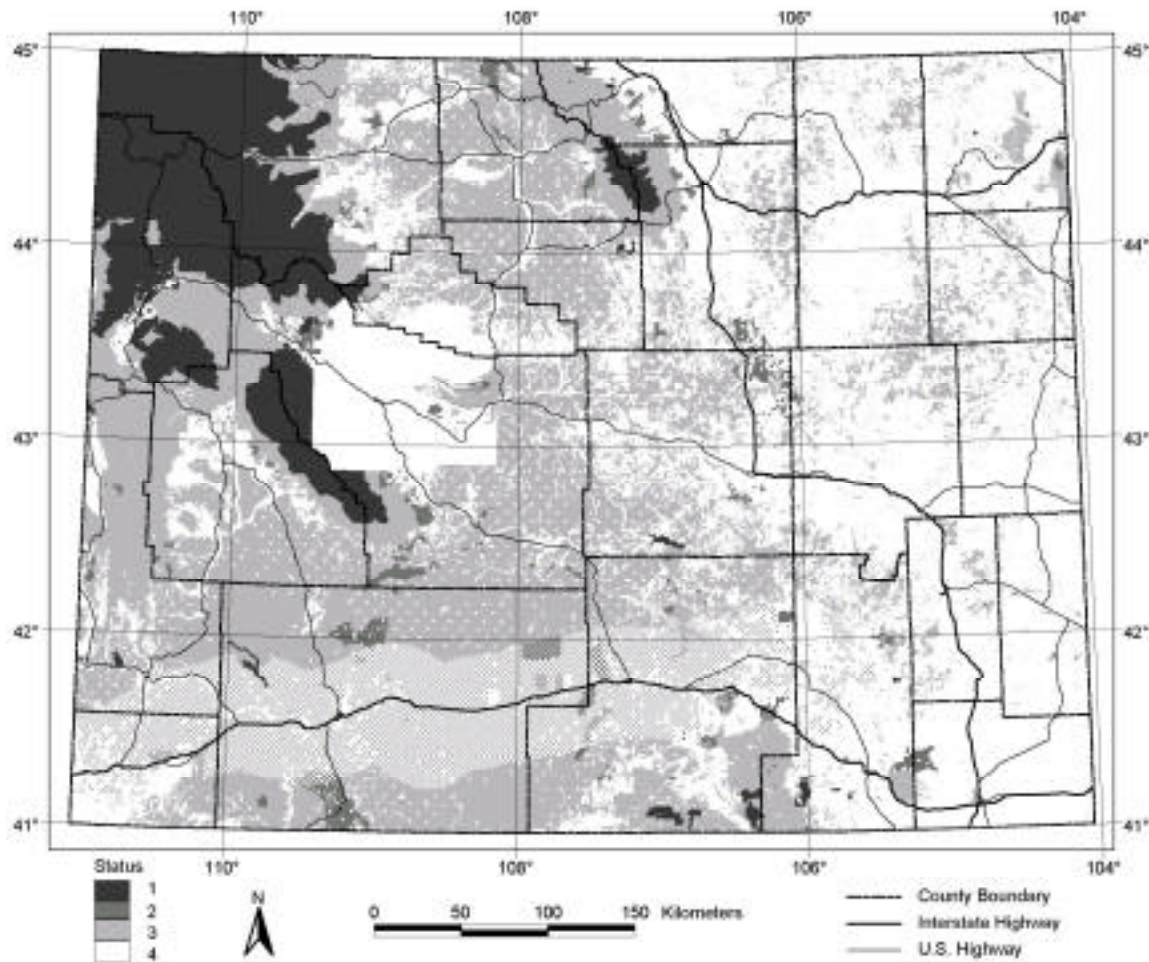 110° 108° 106° 104°
45° 45°
44° 44°
43° 43°
42° 42°
41° 41°
110° 108° 106° 104°
Status
1
2
3
4
N
0 50 100 150 Kilometers
County Boundary
Interstate Highway
U.S. Highway